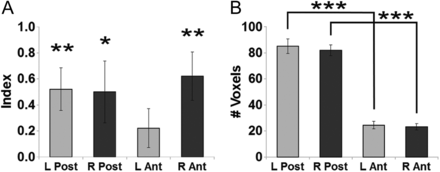 A
Index
1.0
0.8
0.6
0.4
0.2
0.0
**
*
**
L Post
R Post
L Ant
R Ant
B
# Voxels
100
80
60
40
20
0
***
***
L Post
R Post
L Ant
R Ant